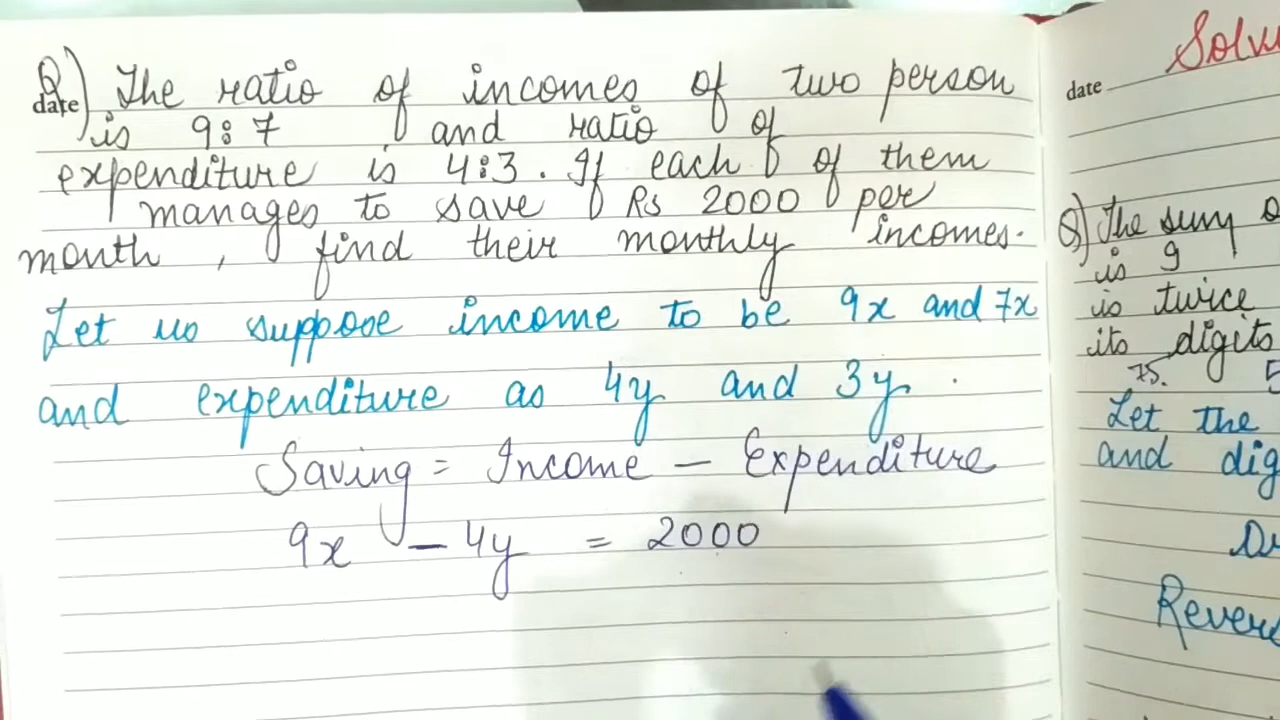 Q) The ratio of incomes of two person
date
is 9:7 and ratio of
expenditure is 4:3. If each of them
manages to save Rs 2000 per
month, find their monthly incomes.
Let us suppose income to be 9x and 7x
and expenditure as 4y and 3y.
Saving = Income - Expenditure
9x - 4y = 2000
date
Q) The sum
is 9
is twice
its digits
75.
Let the
and dig
Revers